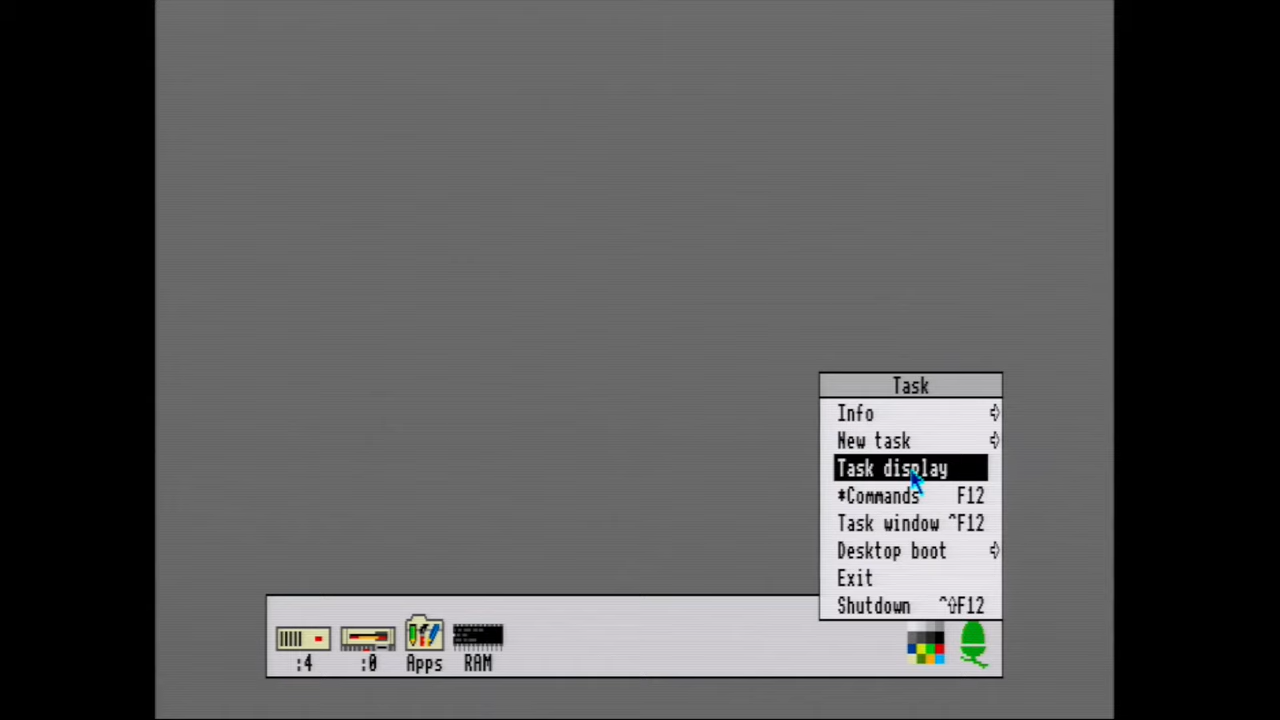 Task
Info ⇨
New task ⇨
Task display
*Commands F12
Task window ^F12
Desktop boot ⇨
Exit
Shutdown ^⇧F12
:4 :0 Apps RAM